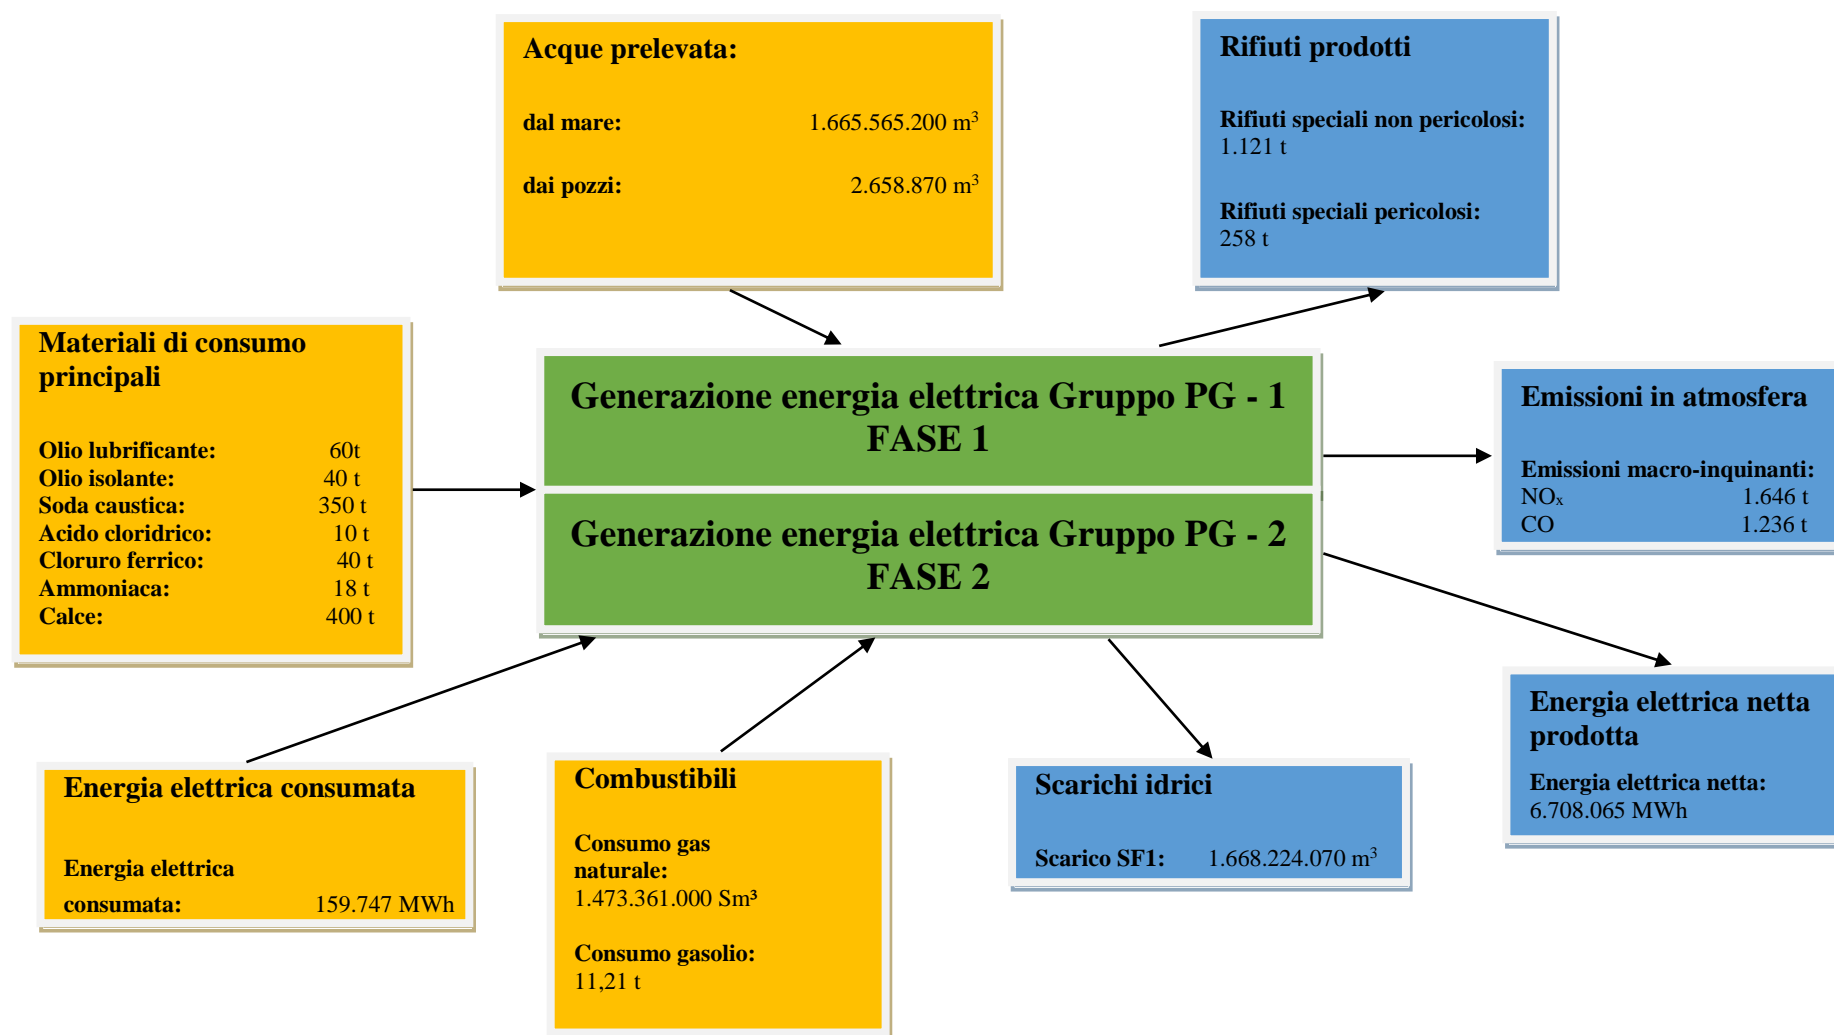 Acque prelevata:
dal mare: 1.665.565.200 m³
dai pozzi: 2.658.870 m³
Rifiuti prodotti
Rifiuti speciali non pericolosi:
1.121 t
Rifiuti speciali pericolosi:
258 t
Materiali di consumo
principali
Olio lubrificante: 60t
Olio isolante: 40 t
Soda caustica: 350 t
Acido cloridrico: 10 t
Cloruro ferrico: 40 t
Ammoniaca: 18 t
Calce: 400 t
Generazione energia elettrica Gruppo PG - 1
FASE 1
Generazione energia elettrica Gruppo PG - 2
FASE 2
Emissioni in atmosfera
Emissioni macro-inquinanti:
NOₓ 1.646 t
CO 1.236 t
Energia elettrica netta
prodotta
Energia elettrica netta:
6.708.065 MWh
Energia elettrica consumata
Energia elettrica
consumata: 159.747 MWh
Combustibili
Consumo gas
naturale:
1.473.361.000 Sm³
Consumo gasolio:
11,21 t
Scarichi idrici
Scarico SF1: 1.668.224.070 m³